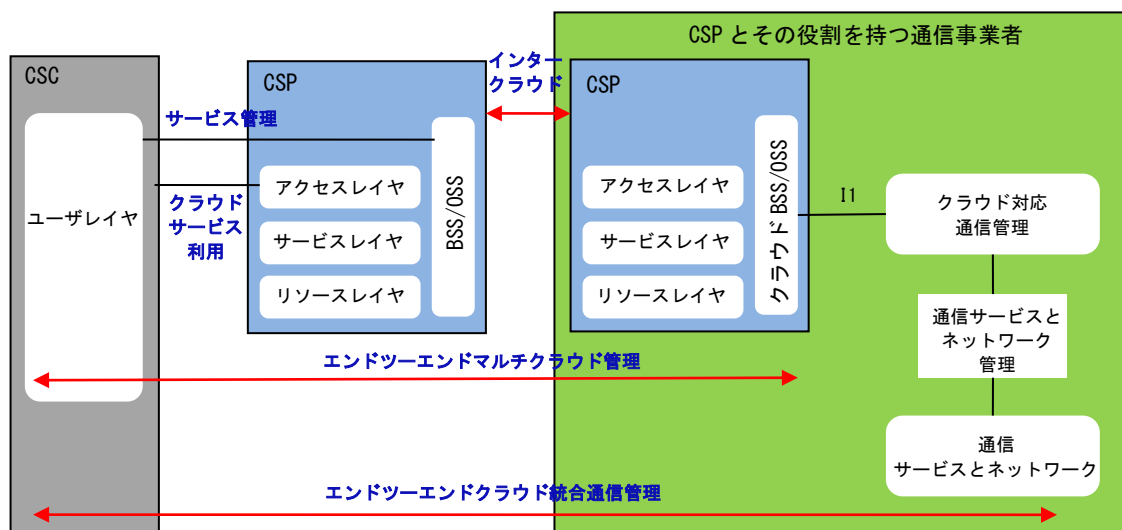 CSP とその役割を持つ通信事業者
CSC
CSP
インター
クラウド
CSP
サービス管理
ユーザレイヤ
クラウド
サービス
利用
アクセスレイヤ
サービスレイヤ
リソースレイヤ
BSS/OSS
アクセスレイヤ
サービスレイヤ
リソースレイヤ
クラウド BSS/OSS
I1
クラウド対応
通信管理
通信サービスと
ネットワーク
管理
エンドツーエンドマルチクラウド管理
通信
サービスとネットワーク
エンドツーエンドクラウド統合通信管理